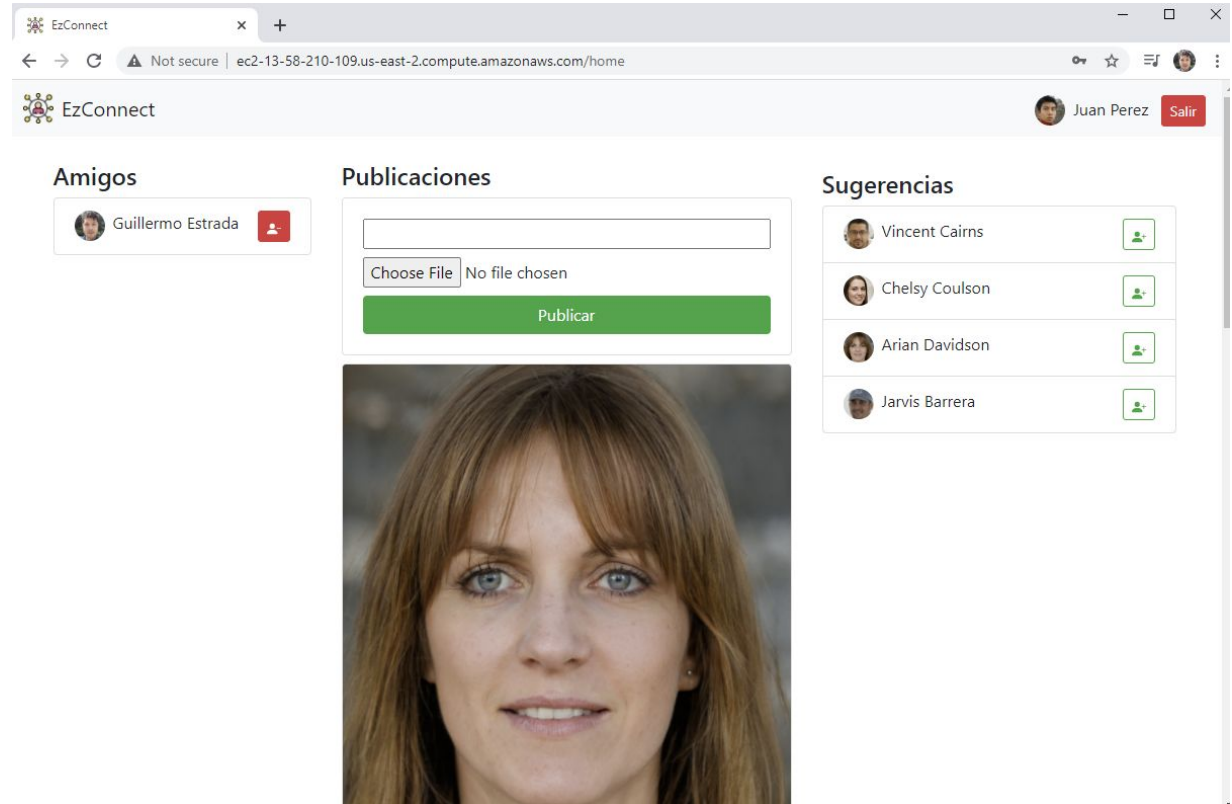 EzConnect
Not secure | ec2-13-58-210-109.us-east-2.compute.amazonaws.com/home
EzConnect
Juan Perez
Salir
Amigos
Guillermo Estrada
Publicaciones
Choose File No file chosen
Publicar
Sugerencias
Vincent Cairns
Chelsy Coulson
Arian Davidson
Jarvis Barrera